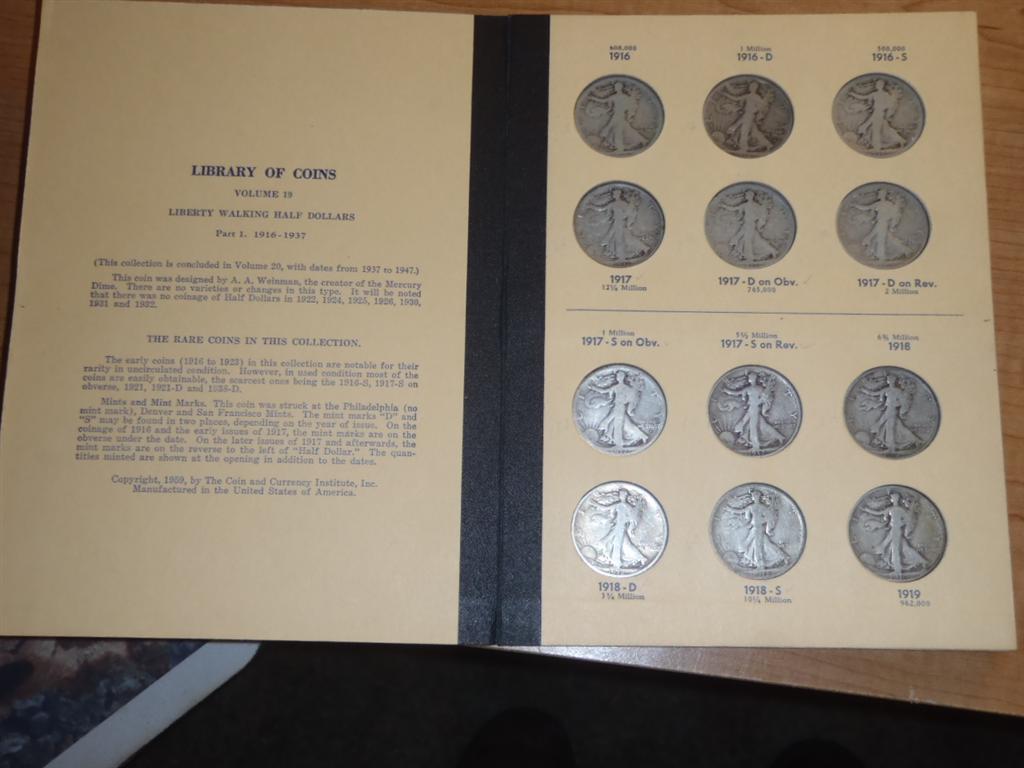 LIBRARY OF COINS
VOLUME 19
LIBERTY WALKING HALF DOLLARS
Part 1. 1916-1937
(This collection is concluded in Volume 20, with dates from 1937 to 1947.)
This coin was designed by A. A. Weinman, the creator of the Mercury
Dime. There are no varieties or changes in this type. It will be noted
that there was no coinage of Half Dollars in 1922, 1924, 1925, 1926, 1930,
1931 and 1932.
THE RARE COINS IN THIS COLLECTION.
The early coins (1916 to 1923) in this collection are notable for their
rarity in uncirculated condition. However, in used condition most of the
coins are easily obtainable, the scarcest ones being the 1916-S, 1917-S on
obverse, 1921, 1921-D and 1938-D.
Mints and Mint Marks. This coin was struck at the Philadelphia (no
mint mark), Denver and San Francisco Mints. The mint marks "D" and
"S" may be found in two places, depending on the year of issue. On the
coinage of 1916 and the early issues of 1917, the mint marks are on the
obverse under the date. On the later issues of 1917 and afterwards, the
mint marks are on the reverse to the left of "Half Dollar." The quan-
tities minted are shown at the opening in addition to the dates.
Copyright, 1959, by The Coin and Currency Institute, Inc.
Manufactured in the United States of America.
608,000 1 Million 500,000
1916 1916-D 1916-S
1917 1917-D on Obv. 1917-D on Rev.
12¼ Million 765,000 2 Million
1 Million 5½ Million 6¾ Million
1917-S on Obv. 1917-S on Rev. 1918
1918-D 1918-S 1919
3¾ Million 10¼ Million 962,000